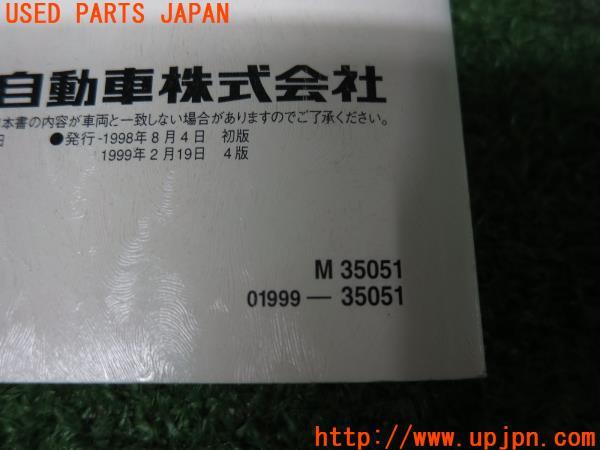 USED PARTS JAPAN
自動車株式会社
本書の内容が車両と一致しない場合がありますのでご了承ください。
日 ●発行-1998年8月4日 初版
1999年2月19日 4版
M 35051
01999－35051
http://www.upjpn.com